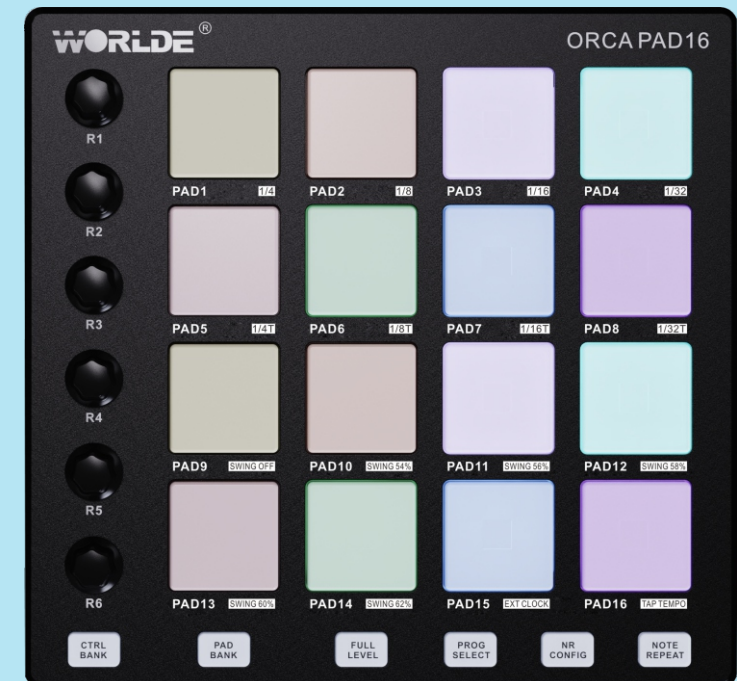 WORLDE®
ORCA PAD16
R1
PAD1 1/4
PAD2 1/8
PAD3 1/16
PAD4 1/32
R2
R3
PAD5 1/4T
PAD6 1/8T
PAD7 1/16T
PAD8 1/32T
R4
PAD9 SWING OFF
PAD10 SWING 54%
PAD11 SWING 56%
PAD12 SWING 58%
R5
R6
PAD13 SWING 60%
PAD14 SWING 62%
PAD15 EXT CLOCK
PAD16 TAP TEMPO
CTRL
BANK
PAD
BANK
FULL
LEVEL
PROG
SELECT
NR
CONFIG
NOTE
REPEAT